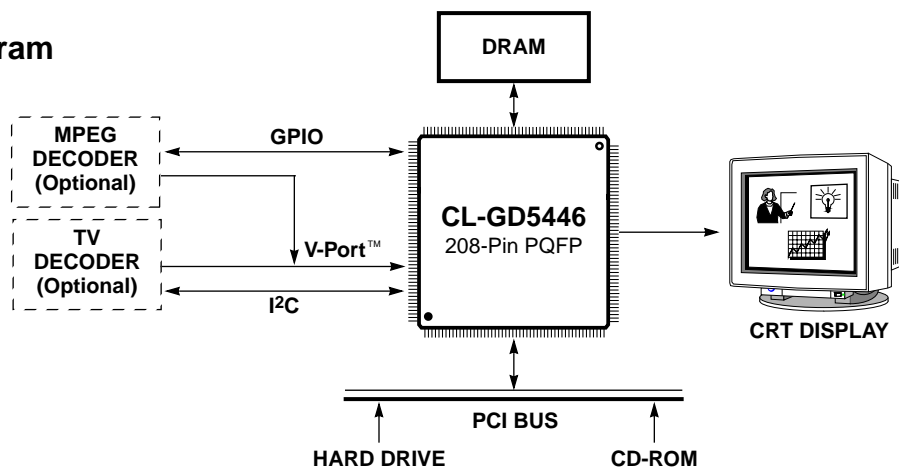 ram
DRAM
MPEG
DECODER
(Optional)
GPIO
TV
DECODER
(Optional)
V-Port™
I²C
CL-GD5446
208-Pin PQFP
CRT DISPLAY
PCI BUS
HARD DRIVE
CD-ROM